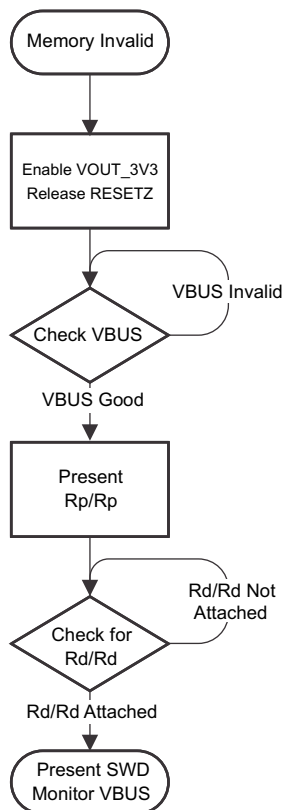 Memory Invalid
Enable VOUT_3V3
Release RESETZ
VBUS Invalid
Check VBUS
VBUS Good
Present
Rp/Rp
Rd/Rd Not
Attached
Check for
Rd/Rd
Rd/Rd Attached
Present SWD
Monitor VBUS